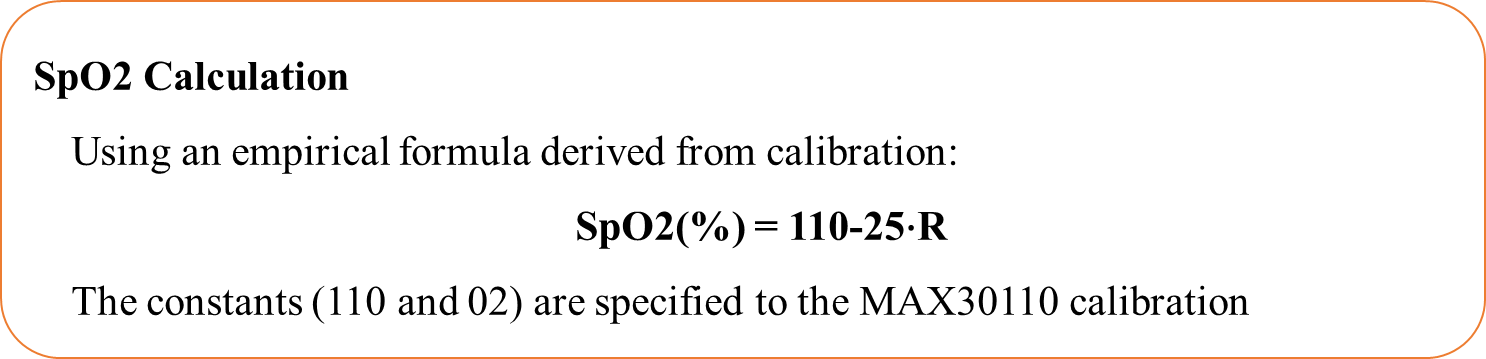 SpO2 Calculation
Using an empirical formula derived from calibration:
SpO2(%) = 110-25·R
The constants (110 and 02) are specified to the MAX30110 calibration